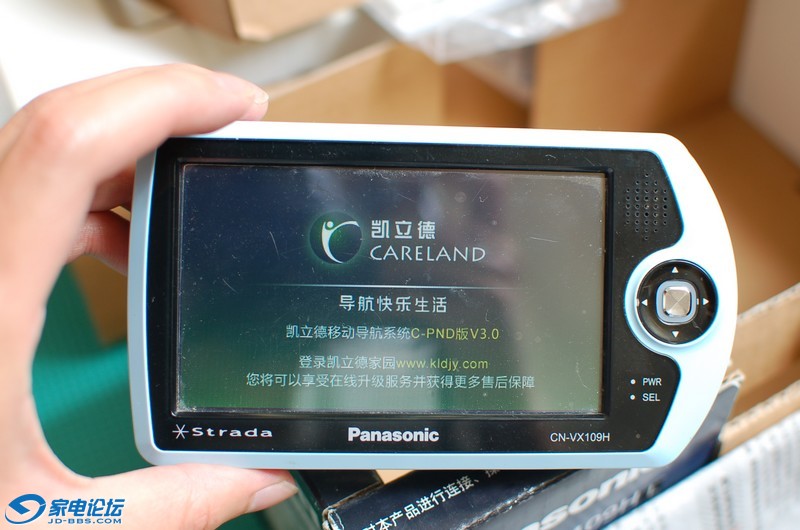 凯立德
CARELAND
导航快乐生活
凯立德移动导航系统C-PND版V3.0
登录凯立德家园www.kldjy.com
您将可以享受在线升级服务并获得更多售后保障
Strada
Panasonic
CN-VX109H
PWR
SEL
对本产品进行连接、
家电论坛
JD-BBS.COM